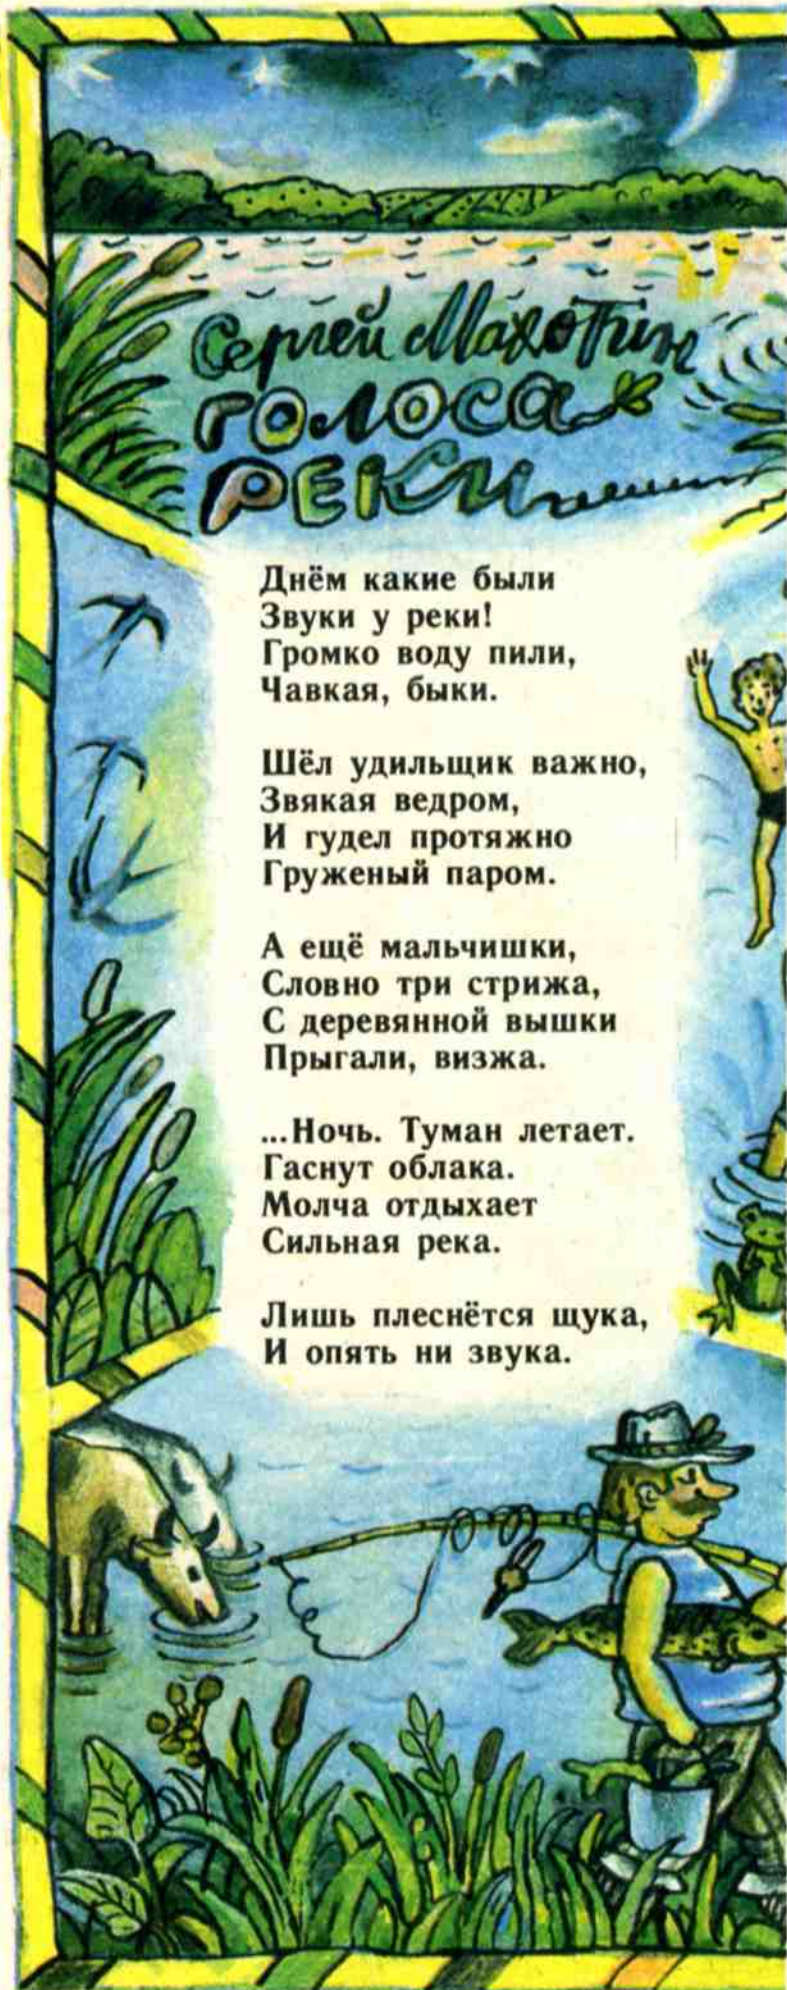 Сергей Махотин
ГОЛОСА
РЕКИ
Днём какие были
Звуки у реки!
Громко воду пили,
Чавкая, быки.
Шёл удильщик важно,
Звякая ведром,
И гудел протяжно
Груженый паром.
А ещё мальчишки,
Словно три стрижа,
С деревянной вышки
Прыгали, визжа.
...Ночь. Туман летает.
Гаснут облака.
Молча отдыхает
Сильная река.
Лишь плеснётся щука,
И опять ни звука.